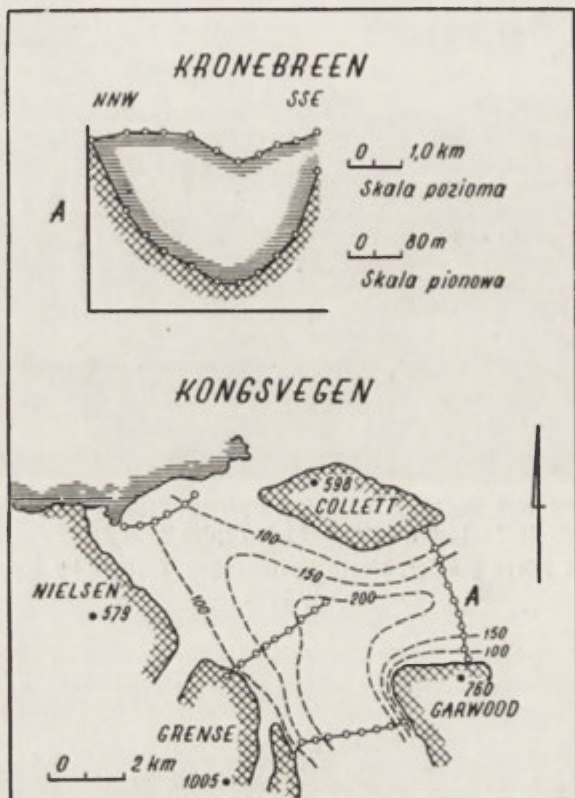 KRONEBREEN
NNW SSE
0 1,0 km
Skala pozioma
A
0 80 m
Skala pionowa
KONGSVEGEN
598
COLLETT
100
150
200
100
NIELSEN
579
A
150
100
760
GARWOOD
GRENSE
0 2 km
1005